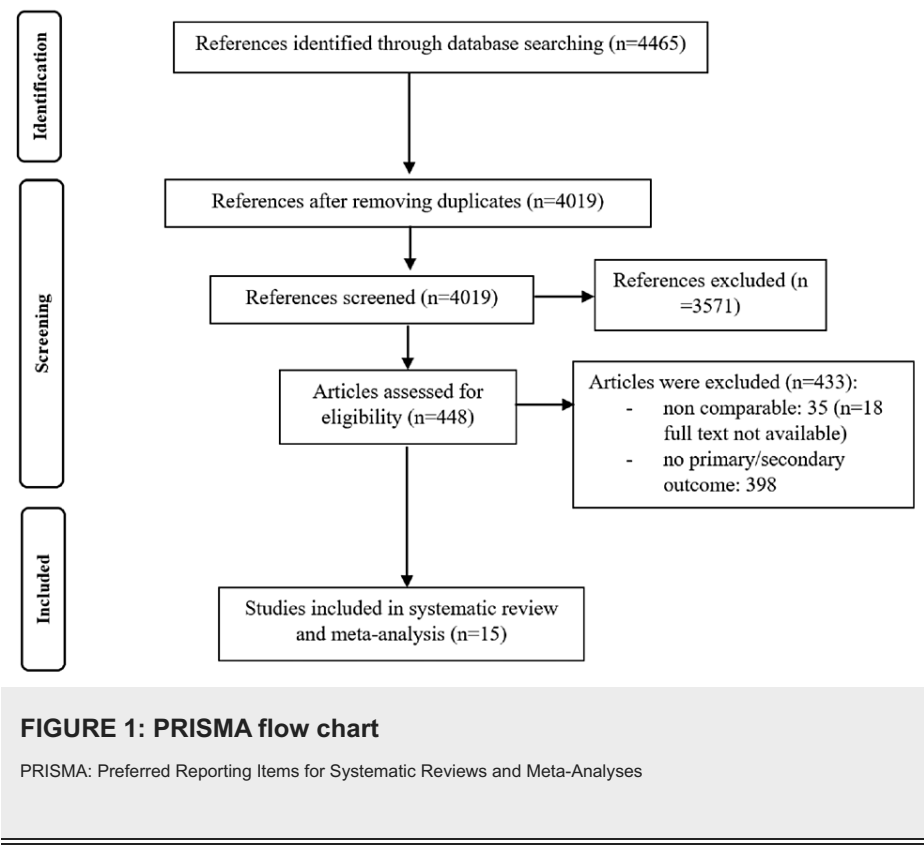 Identification
References identified through database searching (n=4465)
Screening
References after removing duplicates (n=4019)
References screened (n=4019)
References excluded (n
=3571)
Articles assessed for
eligibility (n=448)
Articles were excluded (n=433):
- non comparable: 35 (n=18
full text not available)
- no primary/secondary
outcome: 398
Included
Studies included in systematic review
and meta-analysis (n=15)
FIGURE 1: PRISMA flow chart
PRISMA: Preferred Reporting Items for Systematic Reviews and Meta-Analyses